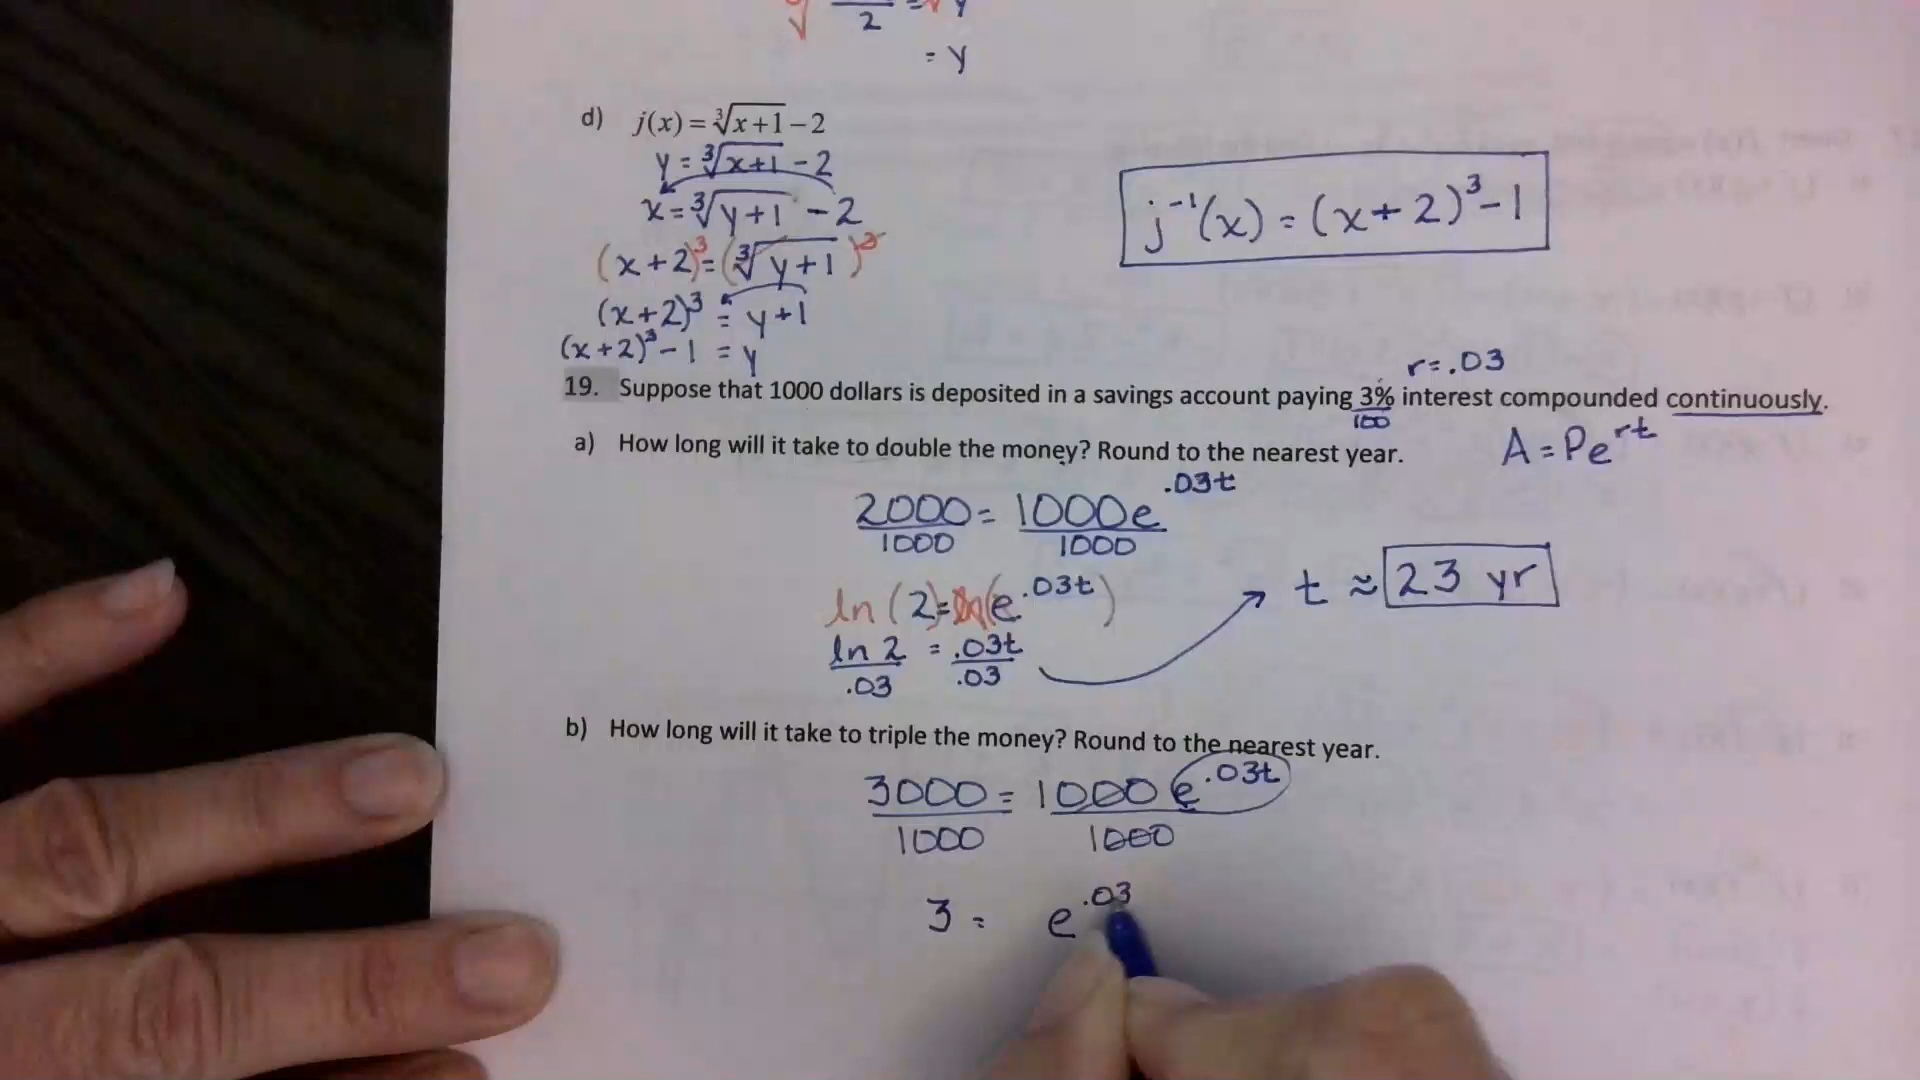 2 = y
= y
d) j(x) = ∛x+1 – 2
y = ∛x+1 - 2
x = ∛y+1 - 2
(x+2)³ = (∛y+1)³
(x+2)³ = y+1
(x+2)³ - 1 = y
j⁻¹(x) = (x+2)³ - 1
r = .03
19. Suppose that 1000 dollars is deposited in a savings account paying 3% interest compounded continuously.
100
a) How long will it take to double the money? Round to the nearest year.
A = Pe^rt
2000 = 1000e^.03t
1000 1000
ln(2) = ln(e^.03t)
ln 2 = .03t
.03 .03
t ≈ 23 yr
b) How long will it take to triple the money? Round to the nearest year.
3000 = 1000 e^.03t
1000 1000
3 = e^.03